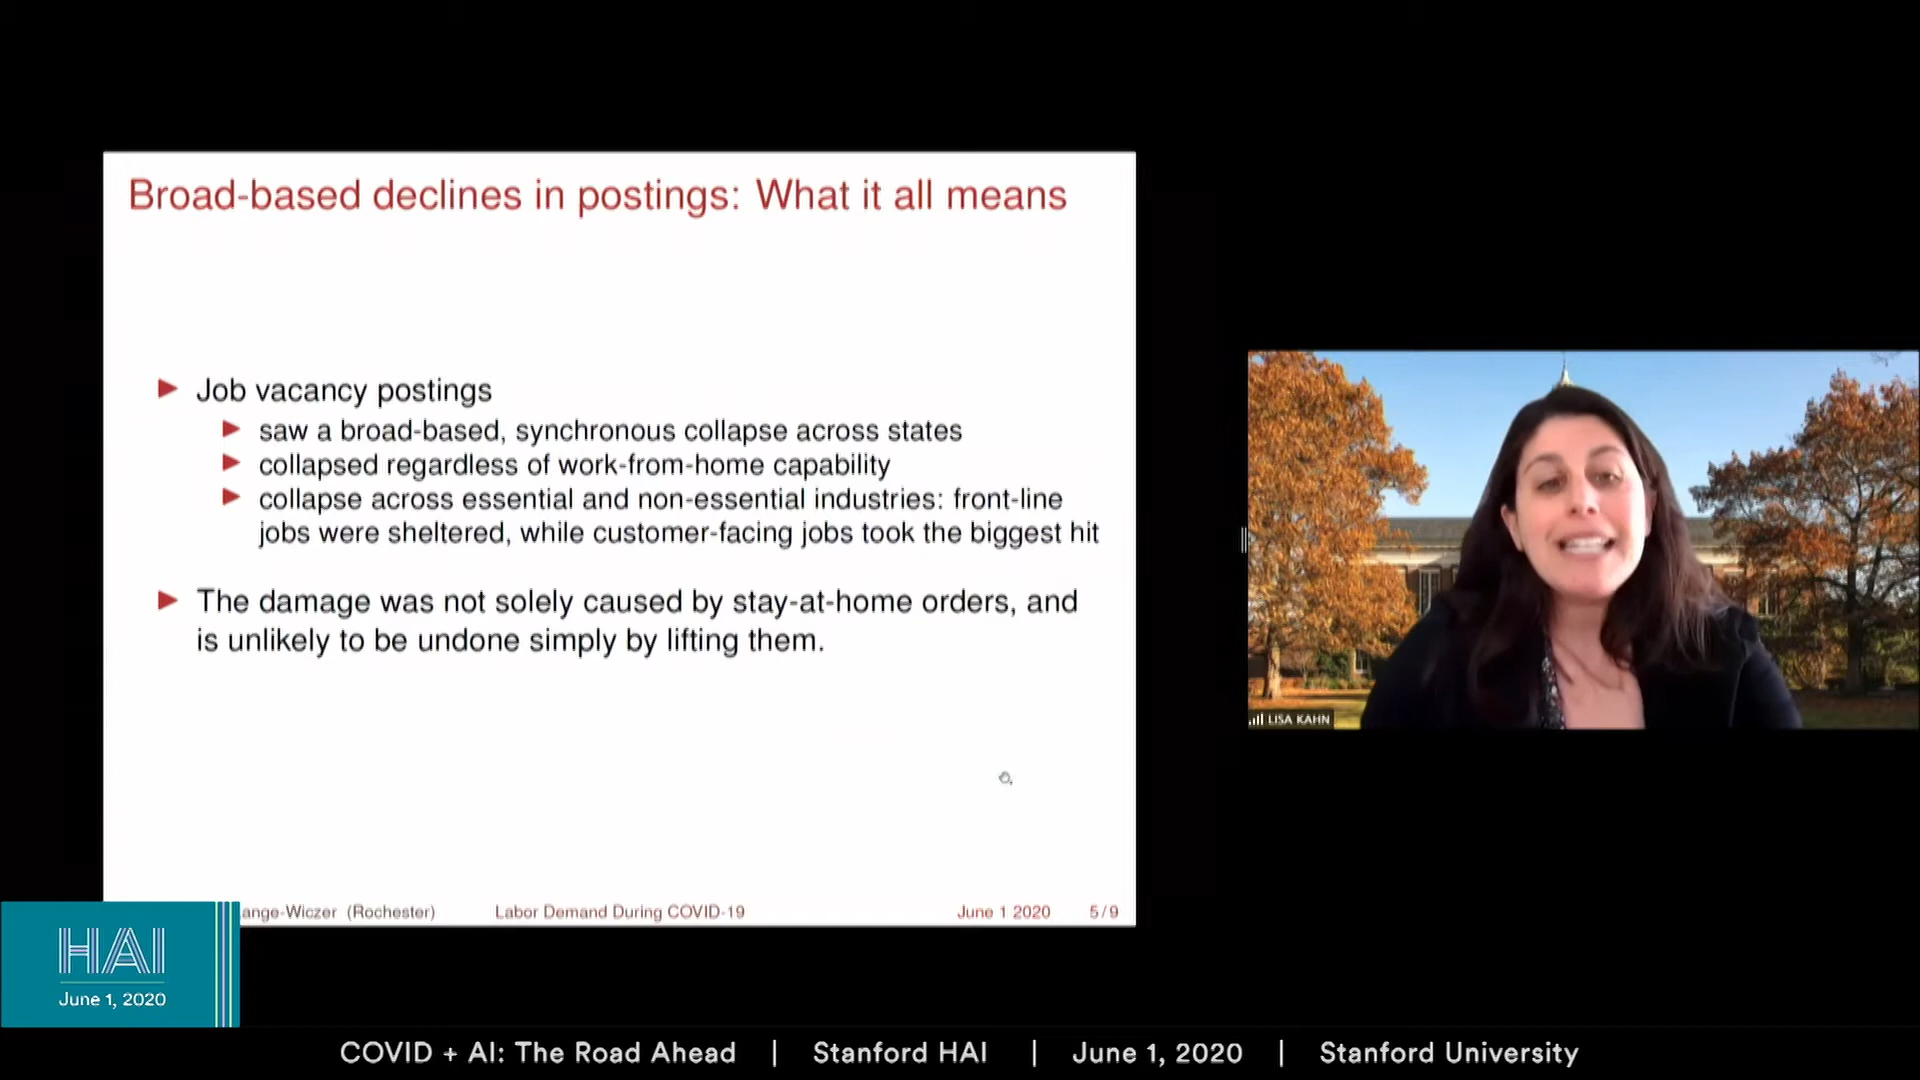 Broad-based declines in postings: What it all means
Job vacancy postings
saw a broad-based, synchronous collapse across states
collapsed regardless of work-from-home capability
collapse across essential and non-essential industries: front-line
jobs were sheltered, while customer-facing jobs took the biggest hit
The damage was not solely caused by stay-at-home orders, and
is unlikely to be undone simply by lifting them.
ange-Wiczer (Rochester) Labor Demand During COVID-19 June 1 2020 5/9
LISA KAHN
HAI
June 1, 2020
COVID + AI: The Road Ahead | Stanford HAI | June 1, 2020 | Stanford University